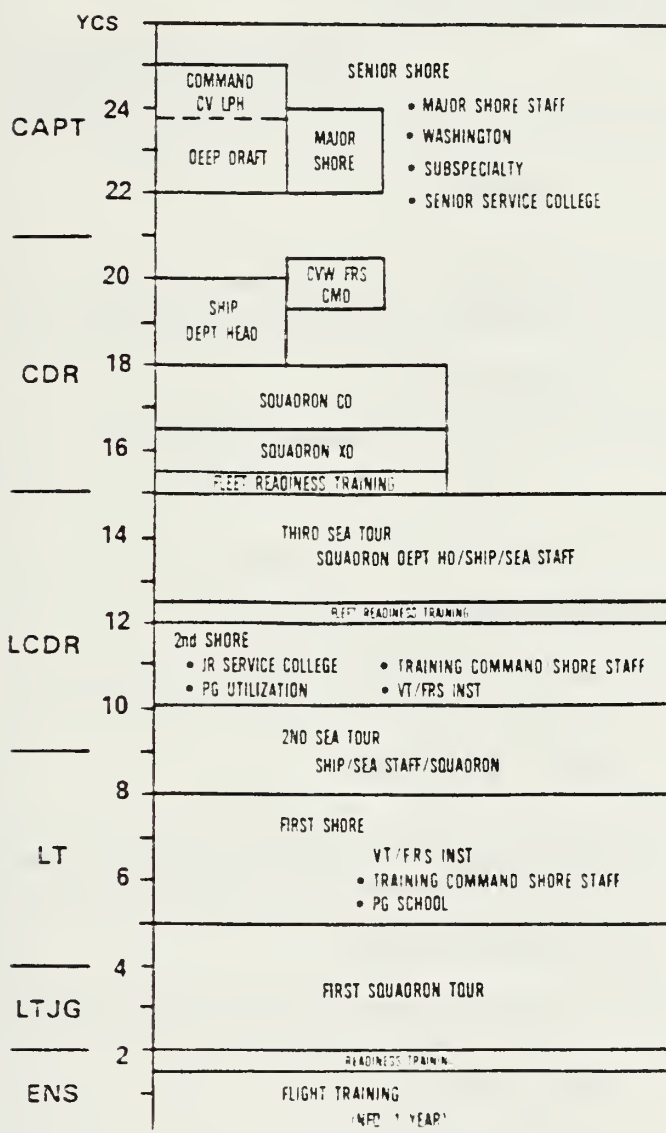 YCS
COMMAND
CV LPH
DEEP DRAFT
MAJOR
SHORE
SENIOR SHORE
• MAJOR SHORE STAFF
• WASHINGTON
• SUBSPECIALTY
• SENIOR SERVICE COLLEGE
CAPT
24
22
20
CVW FRS
CMD
SHIP
DEPT HEAD
CDR
18
SQUADRON CO
16
SQUADRON XO
FLEET READINESS TRAINING
14
THIRD SEA TOUR
SQUADRON DEPT HD/SHIP/SEA STAFF
FLEET READINESS TRAINING
12
LCDR
2nd SHORE
• JR SERVICE COLLEGE • TRAINING COMMAND SHORE STAFF
• PG UTILIZATION • VT/FRS INST
10
2ND SEA TOUR
SHIP/SEA STAFF/SQUADRON
8
FIRST SHORE
LT
VT/FRS INST
6
• TRAINING COMMAND SHORE STAFF
• PG SCHOOL
4
FIRST SQUADRON TOUR
LTJG
2
READINESS TRAINING
ENS
FLIGHT TRAINING
(NFO 1 YEAR)